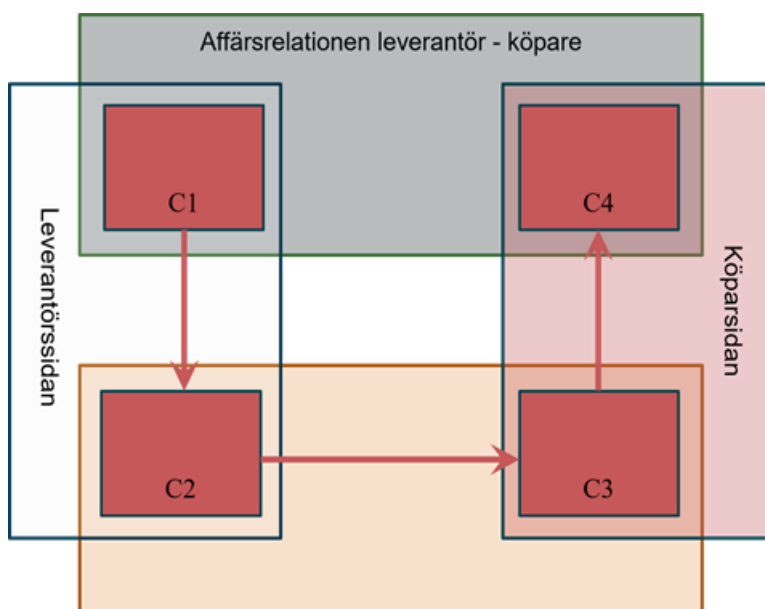 Affärsrelationen leverantör - köpare
C1
C4
Leverantörssidan
Köparsidan
C2
C3